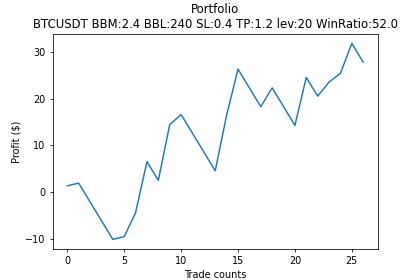 Portfolio
BTCUSDT BBM:2.4 BBL:240 SL:0.4 TP:1.2 lev:20 WinRatio:52.0
30
20
10
0
−10
Profit ($)
0
5
10
15
20
25
Trade counts